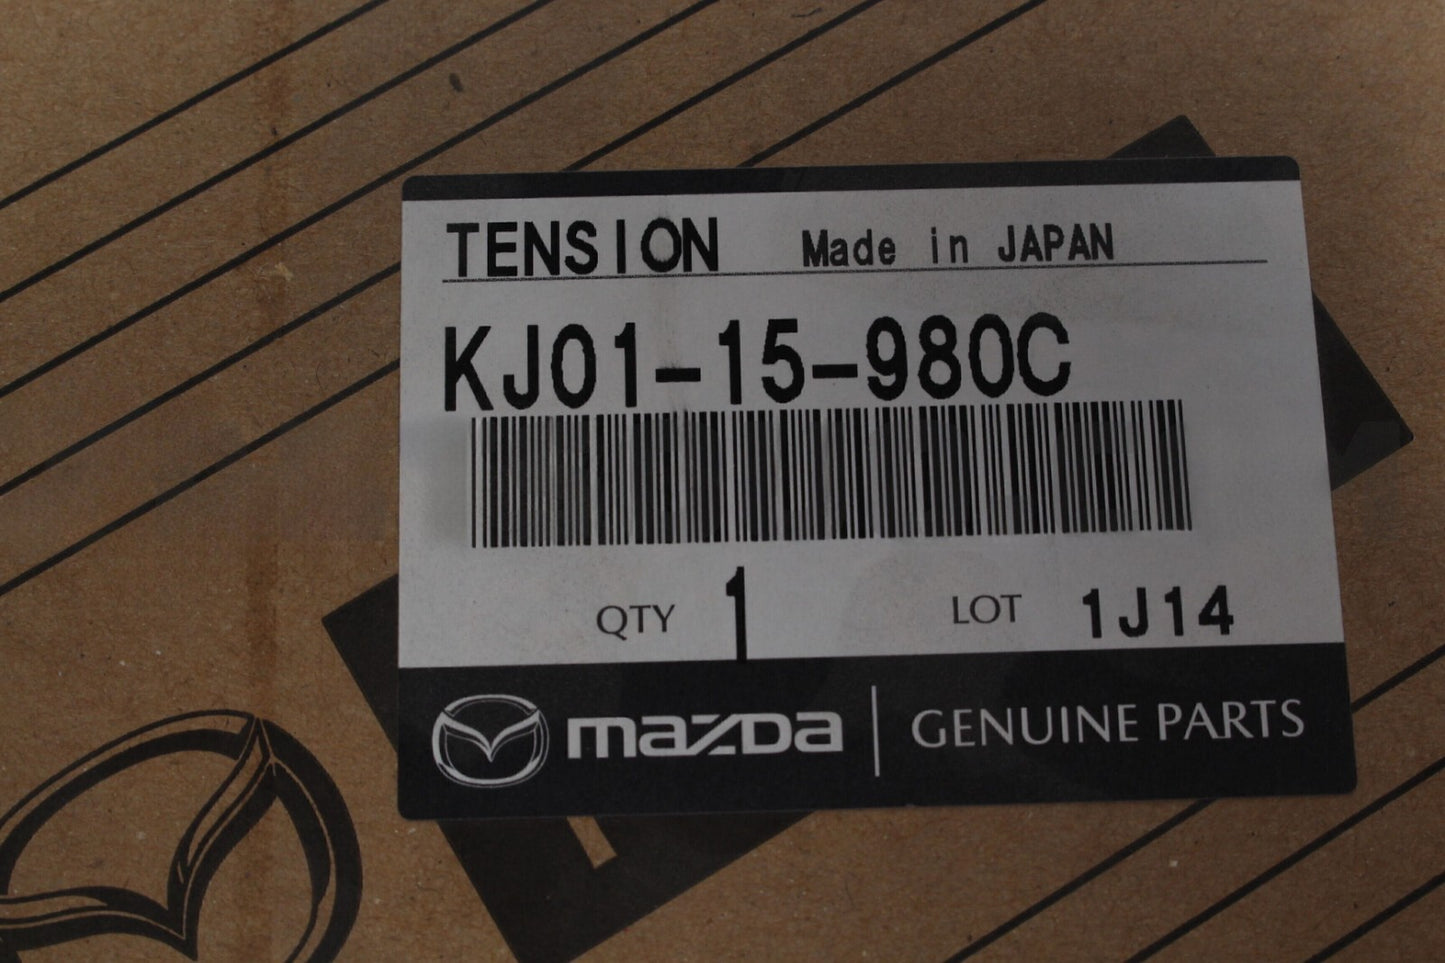 TENSION Made in JAPAN
KJ01-15-980C
QTY 1 LOT 1J14
mazda GENUINE PARTS